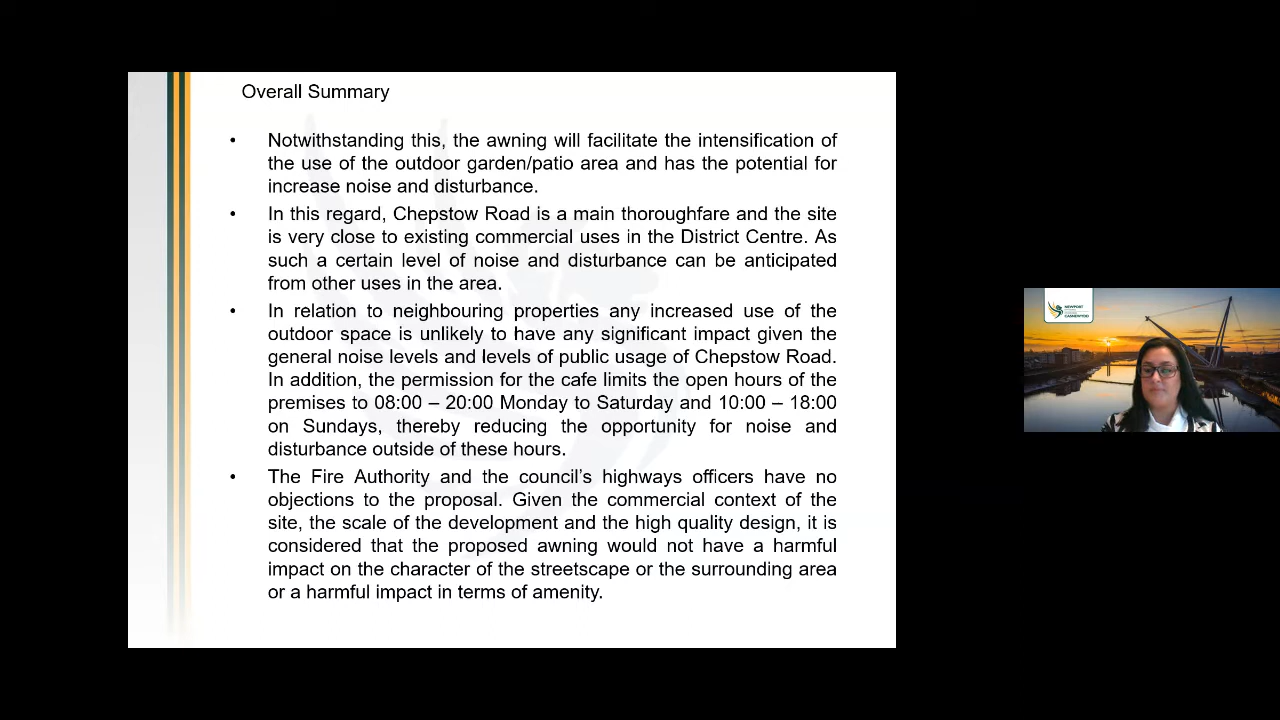 Overall Summary
• Notwithstanding this, the awning will facilitate the intensification of
the use of the outdoor garden/patio area and has the potential for
increase noise and disturbance.
• In this regard, Chepstow Road is a main thoroughfare and the site
is very close to existing commercial uses in the District Centre. As
such a certain level of noise and disturbance can be anticipated
from other uses in the area.
• In relation to neighbouring properties any increased use of the
outdoor space is unlikely to have any significant impact given the
general noise levels and levels of public usage of Chepstow Road.
In addition, the permission for the cafe limits the open hours of the
premises to 08:00 – 20:00 Monday to Saturday and 10:00 – 18:00
on Sundays, thereby reducing the opportunity for noise and
disturbance outside of these hours.
• The Fire Authority and the council's highways officers have no
objections to the proposal. Given the commercial context of the
site, the scale of the development and the high quality design, it is
considered that the proposed awning would not have a harmful
impact on the character of the streetscape or the surrounding area
or a harmful impact in terms of amenity.
NEWPORT
CASNEWYDD